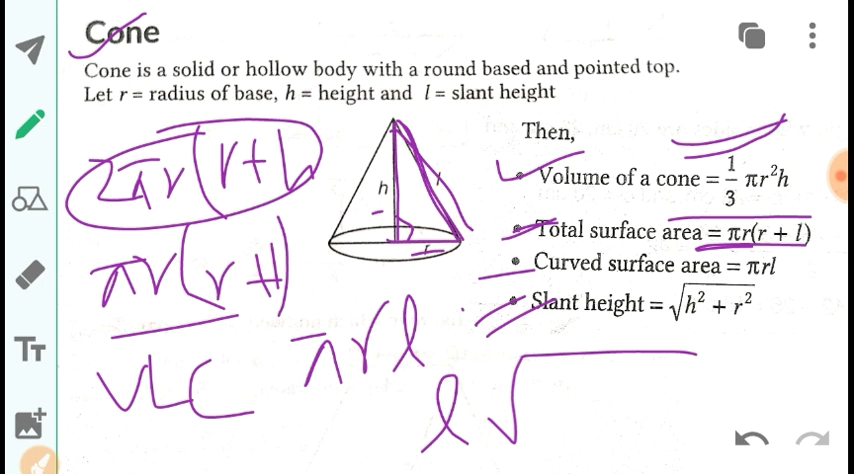 Cone
Cone is a solid or hollow body with a round based and pointed top.
Let r = radius of base, h = height and l = slant height
Then,
2πr(r+h
h
l
r
Volume of a cone = 1/3 πr²h
Total surface area = πr(r + l)
πr(r+l)
Curved surface area = πrl
Slant height = √h² + r²
πrl
l √
TT